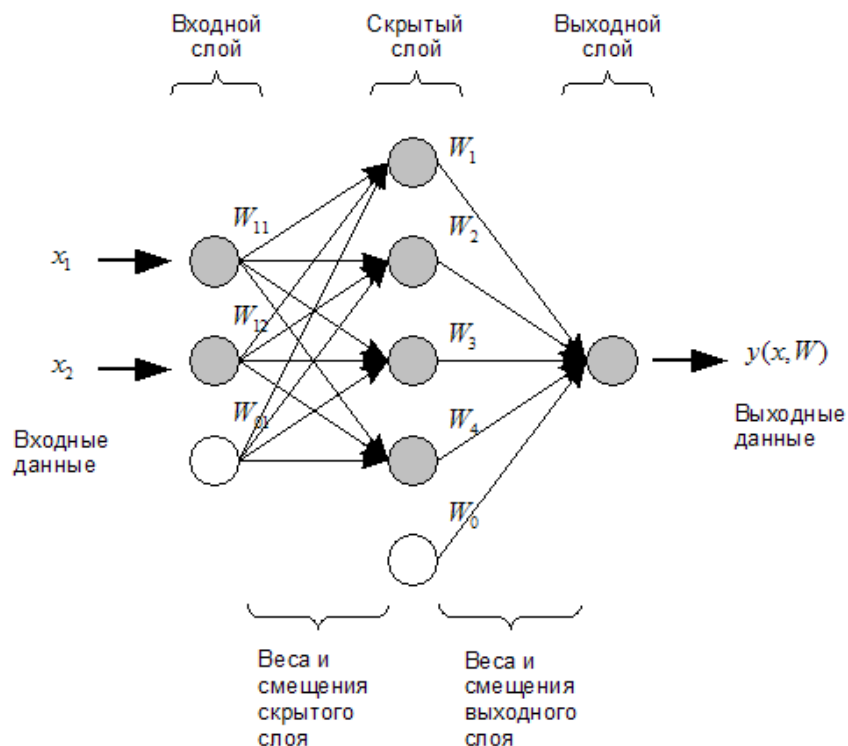 Входной
слой
Скрытый
слой
Выходной
слой
W₁
W₁₁
W₂
x₁
W₁₂
W₃
x₂
y(x,W)
W₀₁
W₄
Входные
данные
Выходные
данные
W₀
Веса и
смещения
скрытого
слоя
Веса и
смещения
выходного
слоя